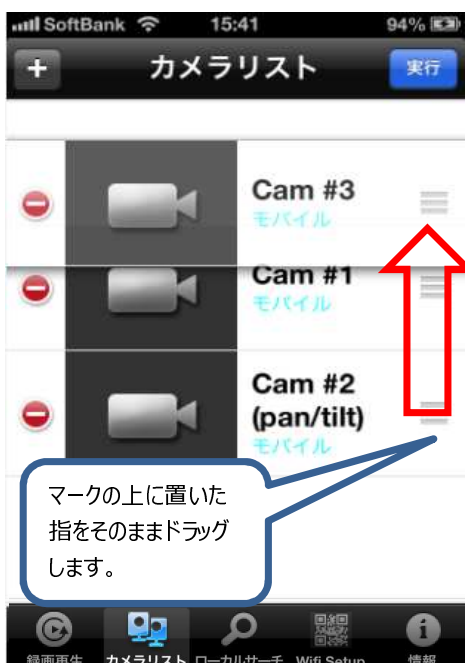 SoftBank 15:41 94%
+ カメラリスト 実行
Cam #3
モバイル
Cam #1
モバイル
Cam #2
(pan/tilt)
モバイル
マークの上に置いた
指をそのままドラッグ
します。
録画再生 カメラリスト ローカルサーチ Wifi Setup 情報